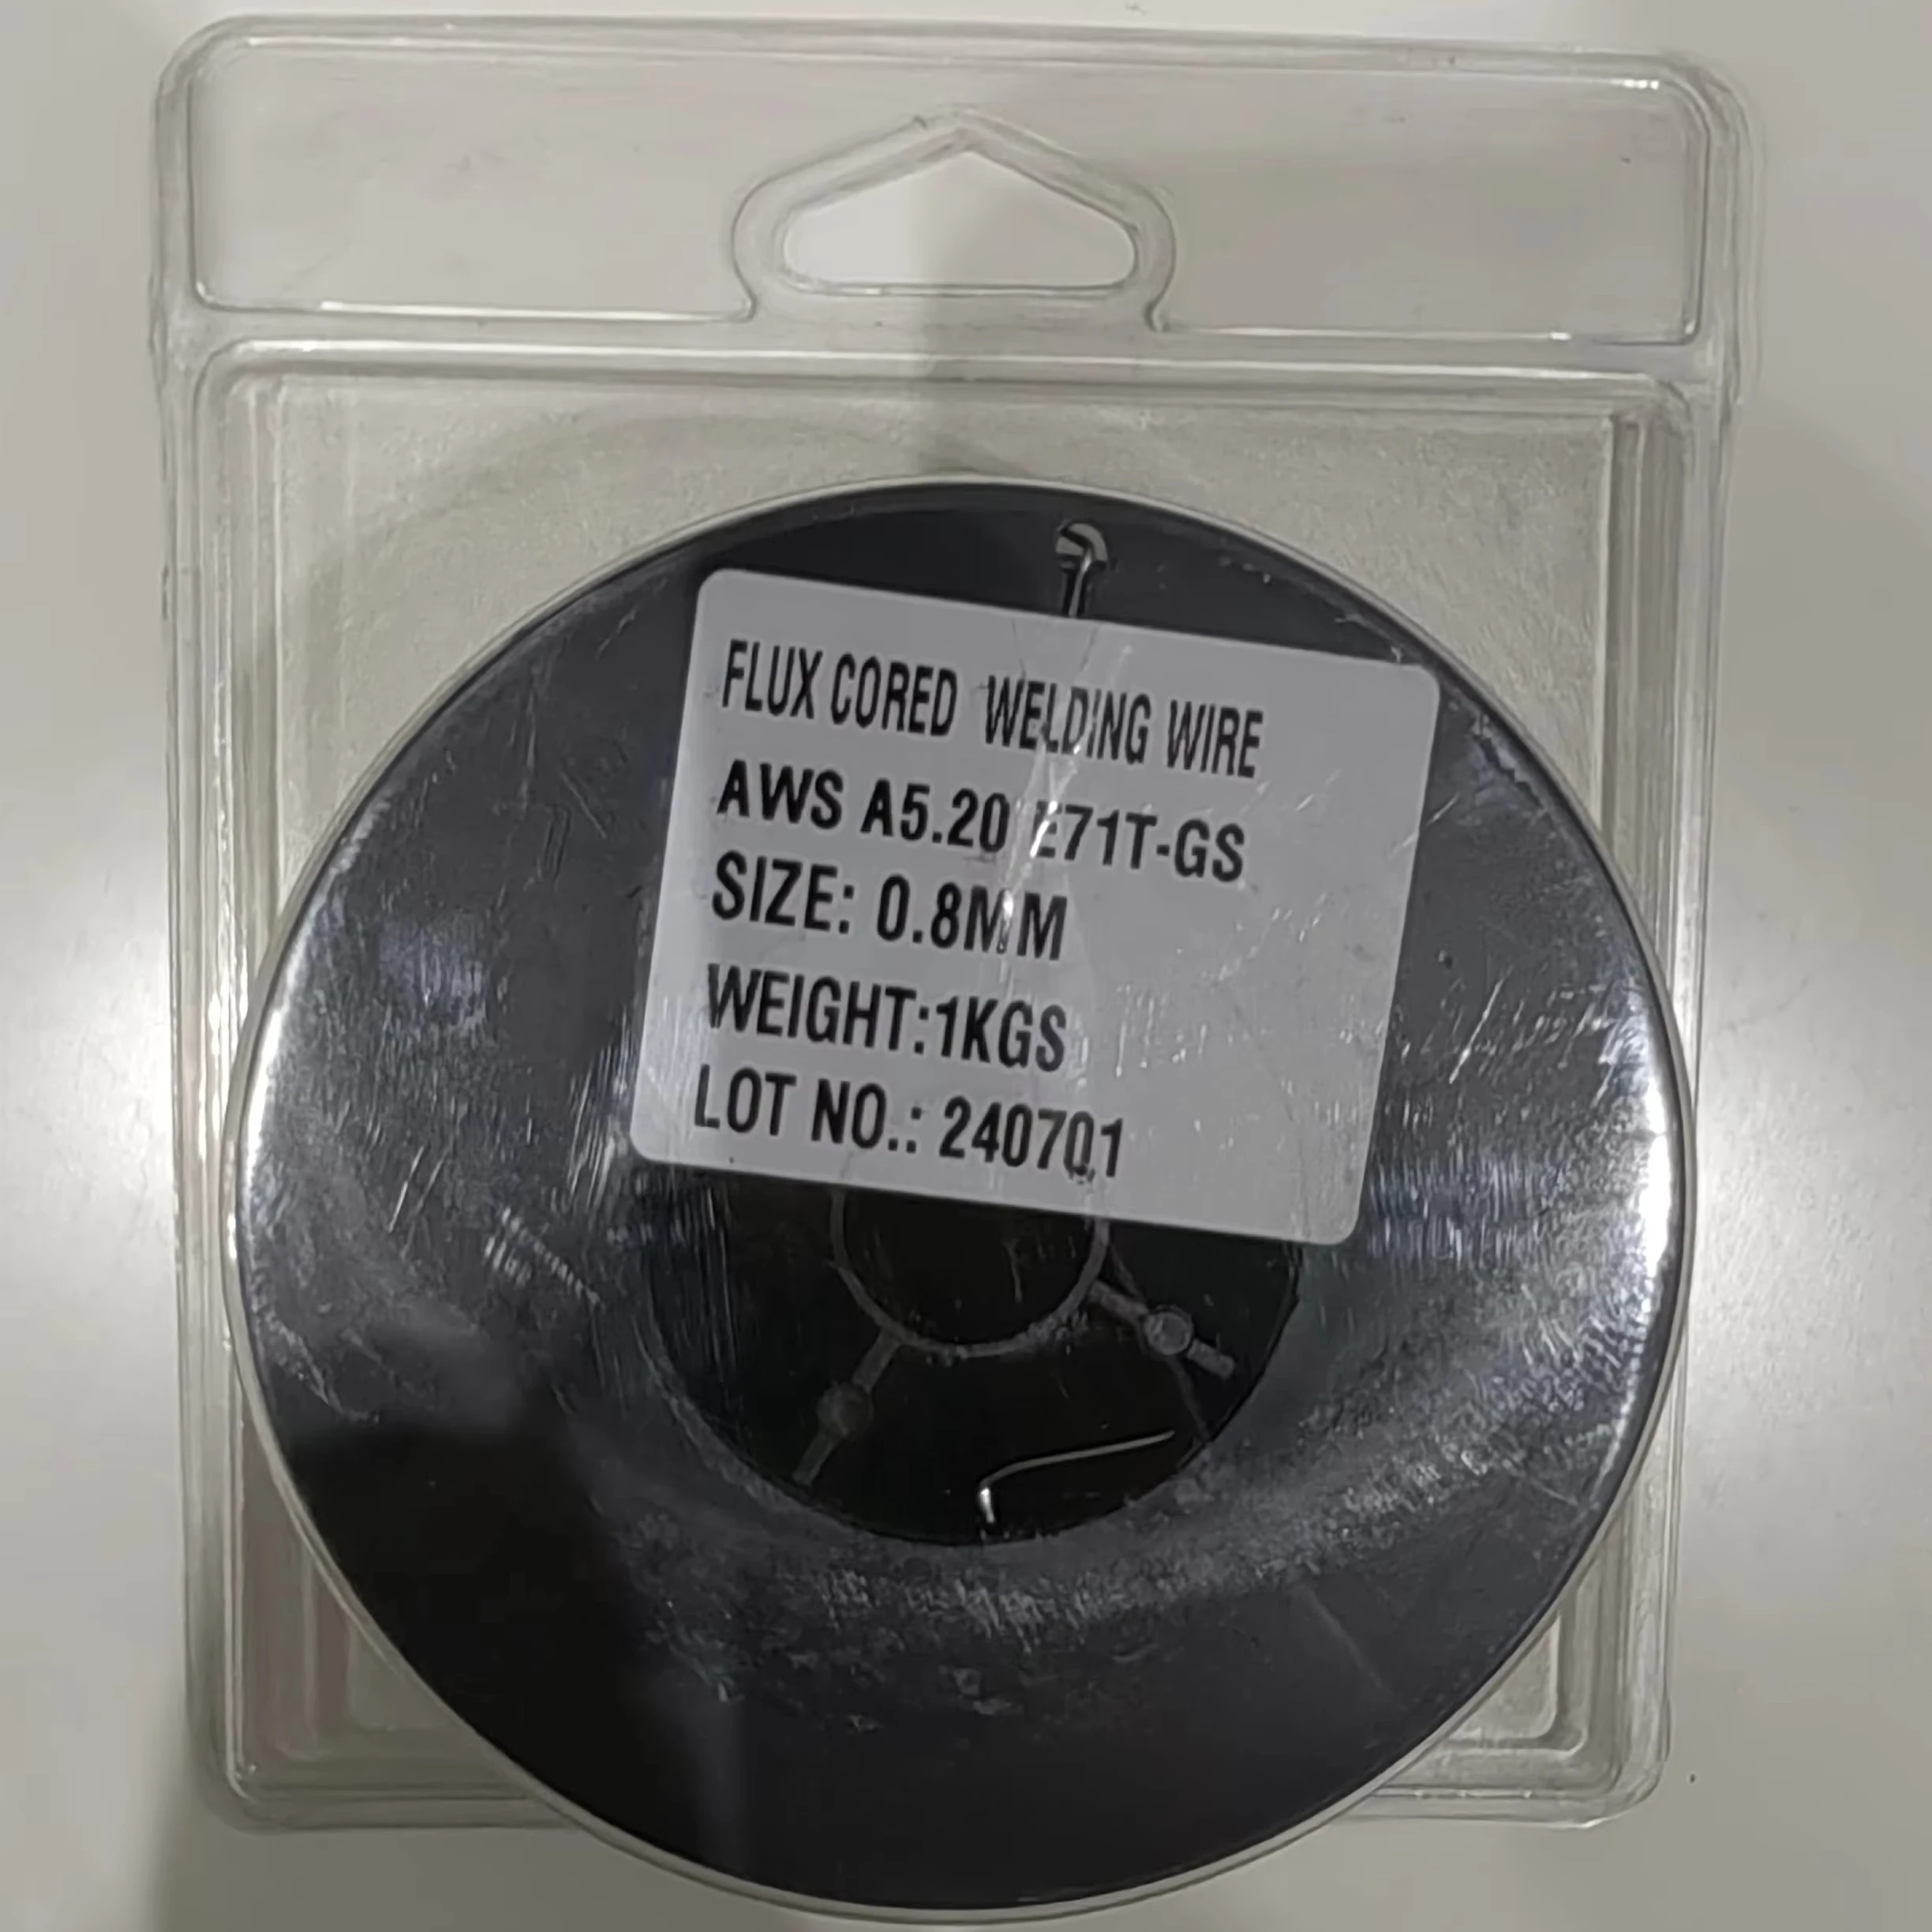 FLUX CORED WELDING WIRE
AWS A5.20 E71T-GS
SIZE: 0.8MM
WEIGHT:1KGS
LOT NO.: 240701